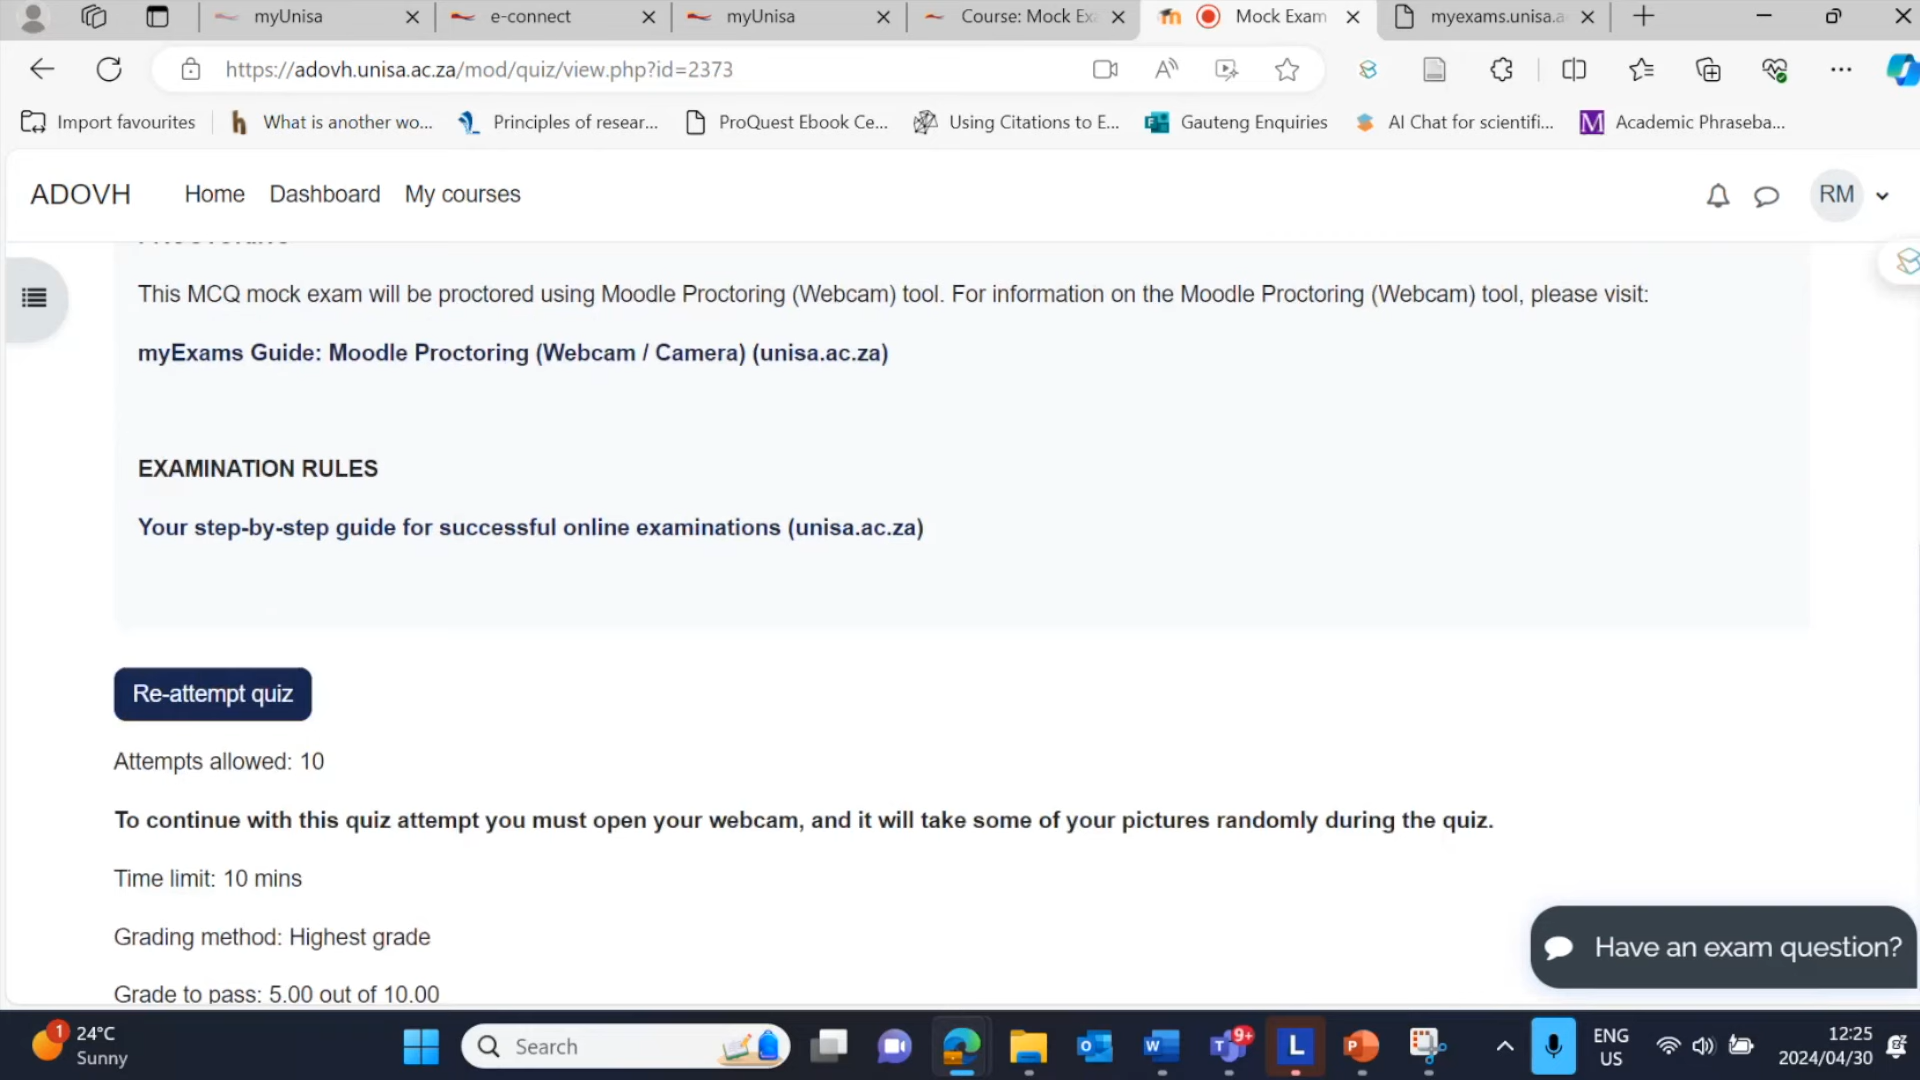 myUnisa
e-connect
myUnisa
Course: Mock Ex
Mock Exam
myexams.unisa.a
https://adovh.unisa.ac.za/mod/quiz/view.php?id=2373
Import favourites
What is another wo...
Principles of resear...
ProQuest Ebook Ce...
Using Citations to E...
Gauteng Enquiries
AI Chat for scientifi...
Academic Phraseba...
ADOVH
Home
Dashboard
My courses
RM
This MCQ mock exam will be proctored using Moodle Proctoring (Webcam) tool. For information on the Moodle Proctoring (Webcam) tool, please visit:
myExams Guide: Moodle Proctoring (Webcam / Camera) (unisa.ac.za)
EXAMINATION RULES
Your step-by-step guide for successful online examinations (unisa.ac.za)
Re-attempt quiz
Attempts allowed: 10
To continue with this quiz attempt you must open your webcam, and it will take some of your pictures randomly during the quiz.
Time limit: 10 mins
Grading method: Highest grade
Have an exam question?
Grade to pass: 5.00 out of 10.00
1
24°C
Sunny
Search
9+
ENG
US
12:25
2024/04/30